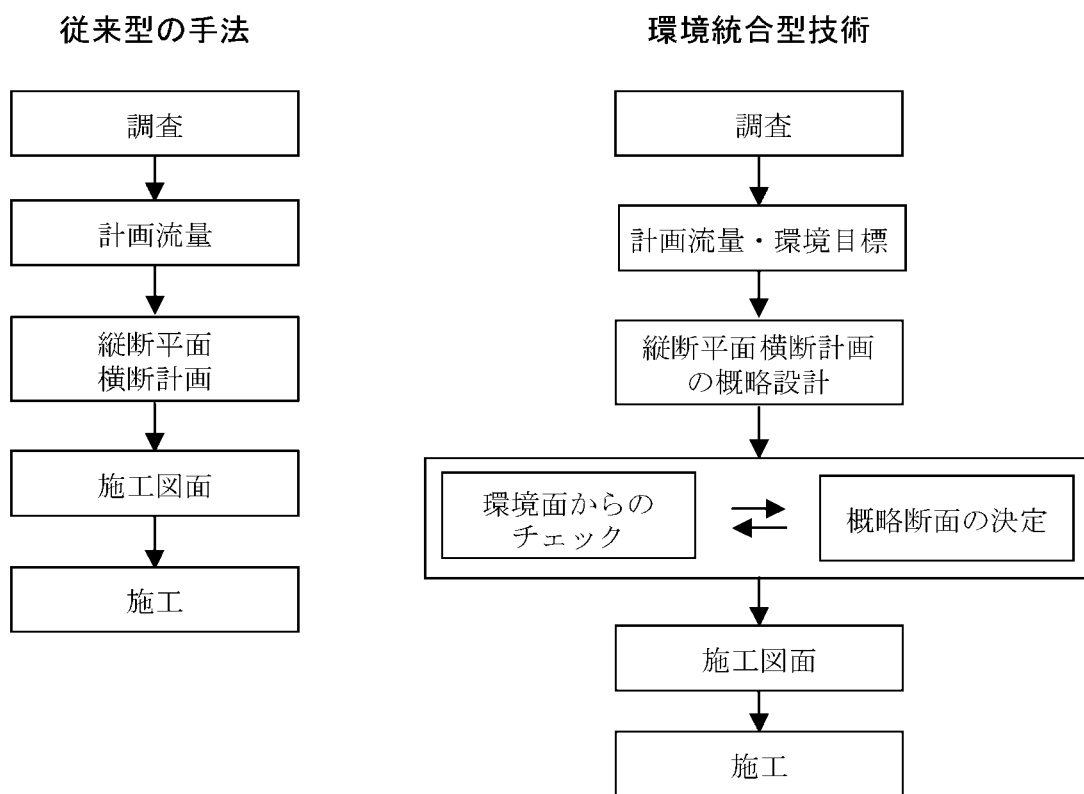 従来型の手法
調査
計画流量
縦断平面
横断計画
施工図面
施工
環境統合型技術
調査
計画流量・環境目標
縦断平面横断計画
の概略設計
環境面からの
チェック
概略断面の決定
施工図面
施工